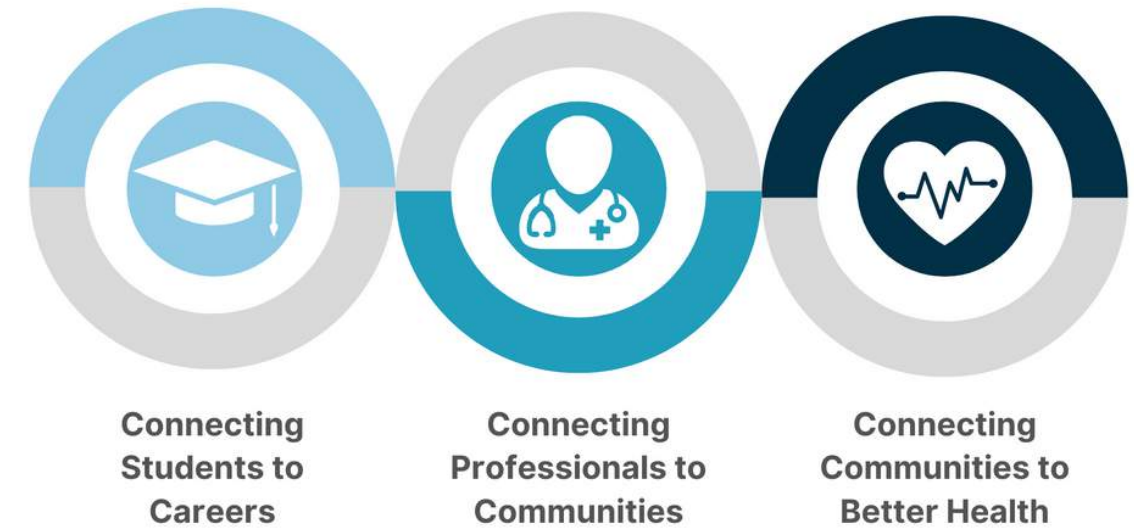 Connecting
Students to
Careers
Connecting
Professionals to
Communities
Connecting
Communities to
Better Health